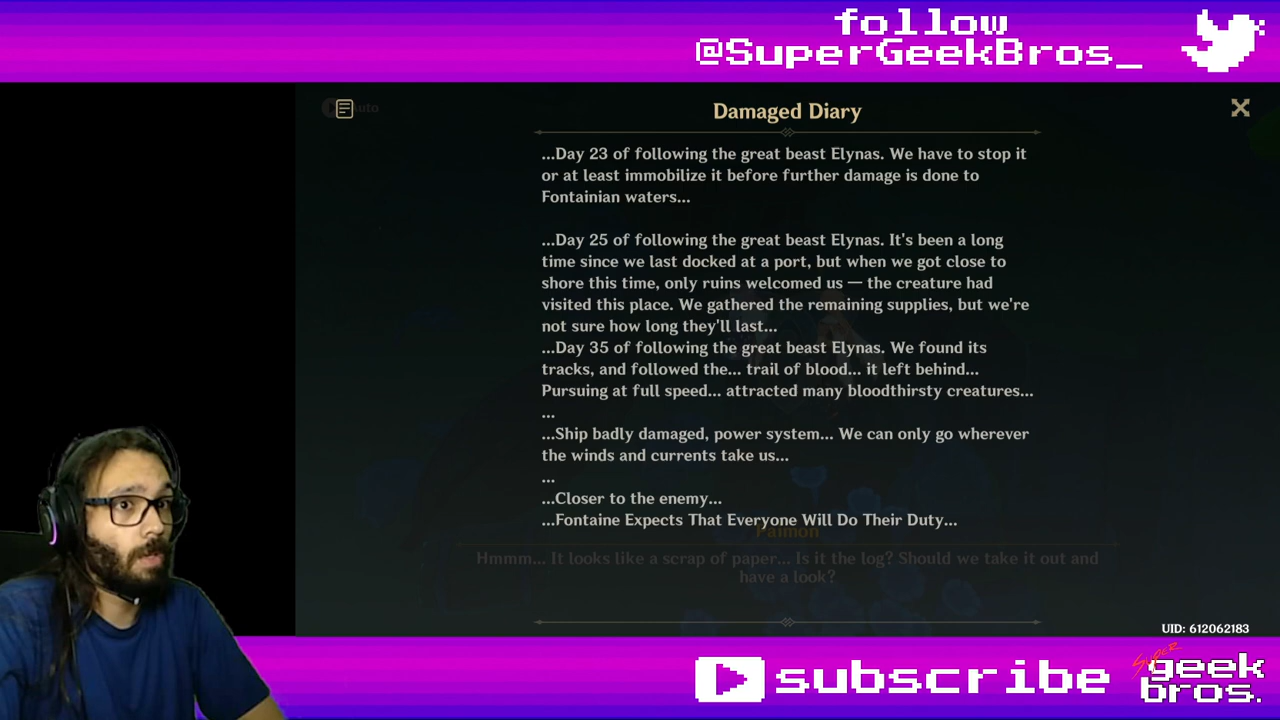 follow
@SuperGeekBros_
Auto
Damaged Diary
...Day 23 of following the great beast Elynas. We have to stop it
or at least immobilize it before further damage is done to
Fontainian waters...
...Day 25 of following the great beast Elynas. It's been a long
time since we last docked at a port, but when we got close to
shore this time, only ruins welcomed us — the creature had
visited this place. We gathered the remaining supplies, but we're
not sure how long they'll last...
...Day 35 of following the great beast Elynas. We found its
tracks, and followed the... trail of blood... it left behind...
Pursuing at full speed... attracted many bloodthirsty creatures...
...
...Ship badly damaged, power system... We can only go wherever
the winds and currents take us...
...
...Closer to the enemy...
...Fontaine Expects That Everyone Will Do Their Duty...
Paimon
Hmmm... It looks like a scrap of paper... Is it the log? Should we take it out and
have a look?
UID: 612062183
subscribe
SUPER
geek
bros.